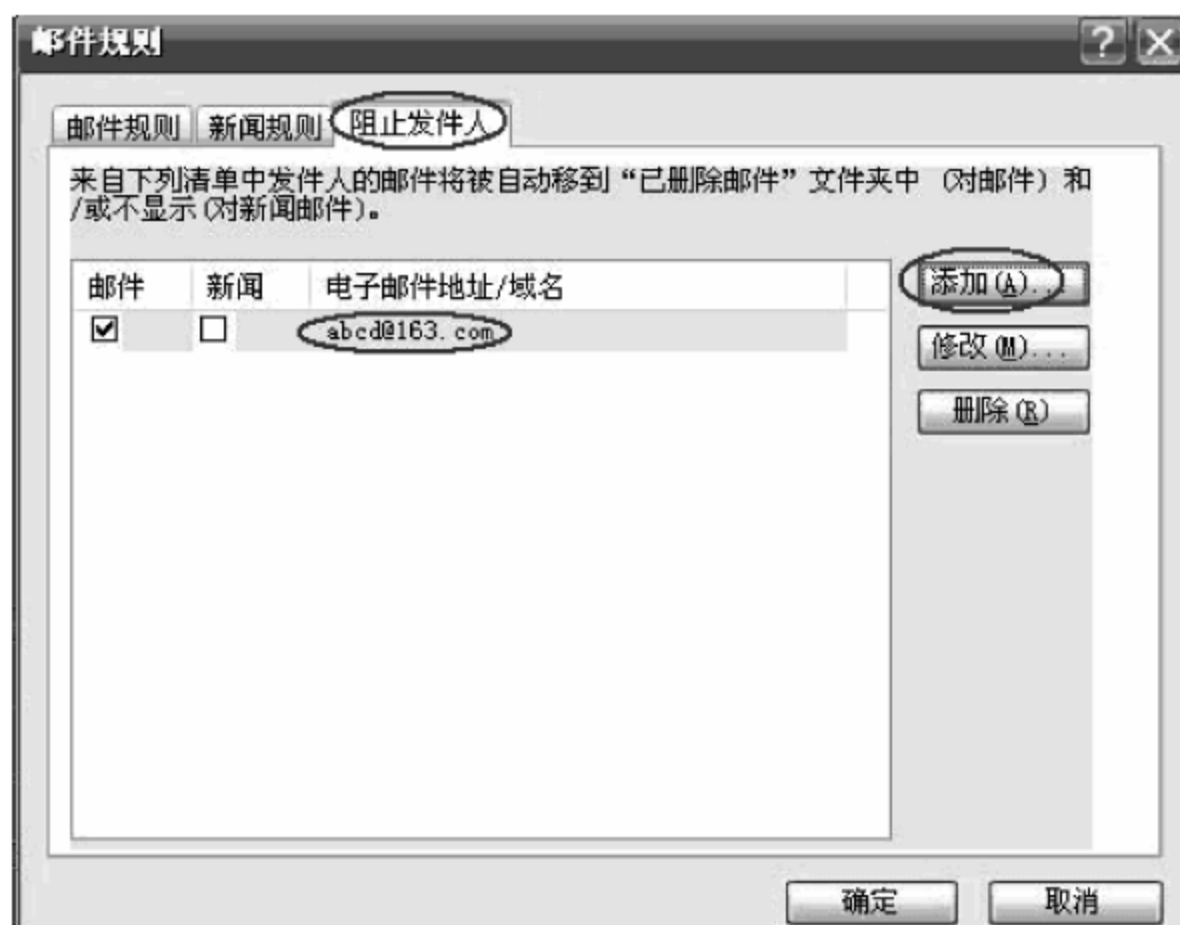 邮件规则
邮件规则 新闻规则 阻止发件人
来自下列清单中发件人的邮件将被自动移到“已删除邮件”文件夹中 (对邮件) 和
/或不显示(对新闻邮件)。
邮件 新闻 电子邮件地址/域名
abcd@163.com
添加(A)...
修改(M)...
删除(R)
确定 取消